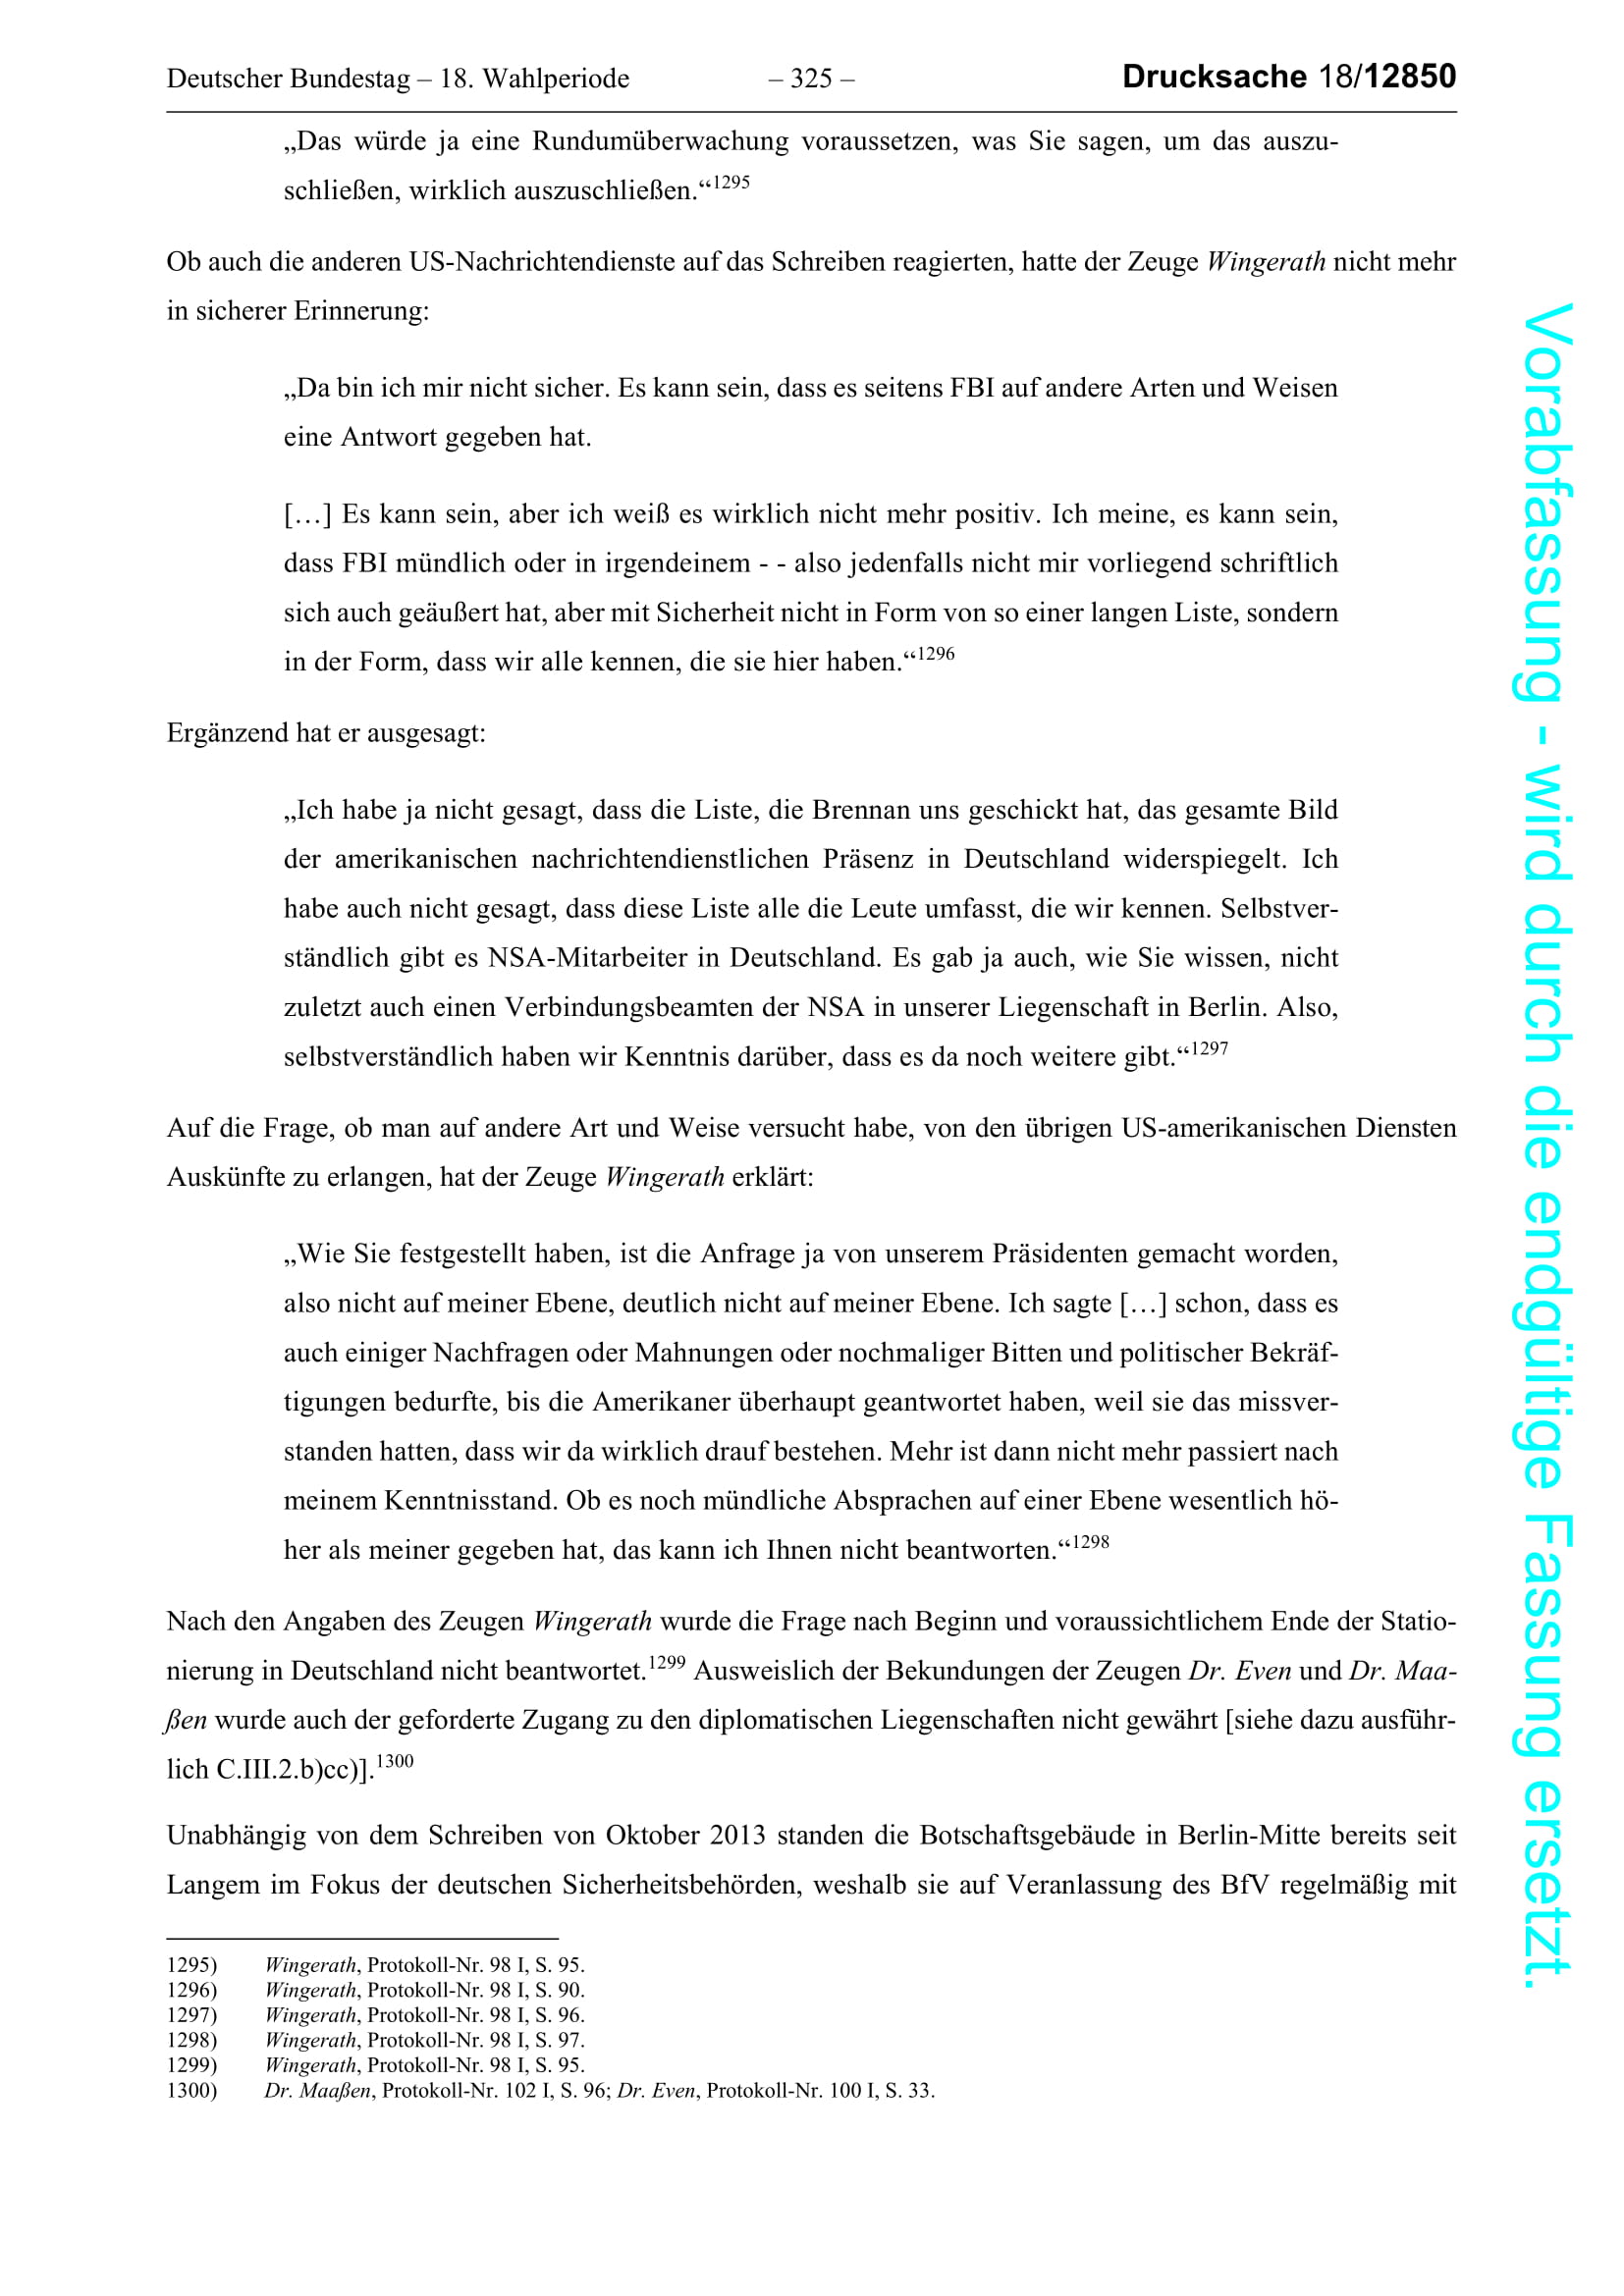 Deutscher Bundestag – 18. Wahlperiode – 325 – Drucksache 18/12850
„Das würde ja eine Rundumüberwachung voraussetzen, was Sie sagen, um das auszu-
schließen, wirklich auszuschließen.“1295
Ob auch die anderen US-Nachrichtendienste auf das Schreiben reagierten, hatte der Zeuge Wingerath nicht mehr
in sicherer Erinnerung:
„Da bin ich mir nicht sicher. Es kann sein, dass es seitens FBI auf andere Arten und Weisen
eine Antwort gegeben hat.
[…] Es kann sein, aber ich weiß es wirklich nicht mehr positiv. Ich meine, es kann sein,
dass FBI mündlich oder in irgendeinem - - also jedenfalls nicht mir vorliegend schriftlich
sich auch geäußert hat, aber mit Sicherheit nicht in Form von so einer langen Liste, sondern
in der Form, dass wir alle kennen, die sie hier haben.“1296
Ergänzend hat er ausgesagt:
„Ich habe ja nicht gesagt, dass die Liste, die Brennan uns geschickt hat, das gesamte Bild
der amerikanischen nachrichtendienstlichen Präsenz in Deutschland widerspiegelt. Ich
habe auch nicht gesagt, dass diese Liste alle die Leute umfasst, die wir kennen. Selbstver-
ständlich gibt es NSA-Mitarbeiter in Deutschland. Es gab ja auch, wie Sie wissen, nicht
zuletzt auch einen Verbindungsbeamten der NSA in unserer Liegenschaft in Berlin. Also,
selbstverständlich haben wir Kenntnis darüber, dass es da noch weitere gibt.“1297
Auf die Frage, ob man auf andere Art und Weise versucht habe, von den übrigen US-amerikanischen Diensten
Auskünfte zu erlangen, hat der Zeuge Wingerath erklärt:
„Wie Sie festgestellt haben, ist die Anfrage ja von unserem Präsidenten gemacht worden,
also nicht auf meiner Ebene, deutlich nicht auf meiner Ebene. Ich sagte […] schon, dass es
auch einiger Nachfragen oder Mahnungen oder nochmaliger Bitten und politischer Bekräf-
tigungen bedurfte, bis die Amerikaner überhaupt geantwortet haben, weil sie das missver-
standen hatten, dass wir da wirklich drauf bestehen. Mehr ist dann nicht mehr passiert nach
meinem Kenntnisstand. Ob es noch mündliche Absprachen auf einer Ebene wesentlich hö-
her als meiner gegeben hat, das kann ich Ihnen nicht beantworten.“1298
Nach den Angaben des Zeugen Wingerath wurde die Frage nach Beginn und voraussichtlichem Ende der Statio-
nierung in Deutschland nicht beantwortet.1299 Ausweislich der Bekundungen der Zeugen Dr. Even und Dr. Maa-
ßen wurde auch der geforderte Zugang zu den diplomatischen Liegenschaften nicht gewährt [siehe dazu ausführ-
lich C.III.2.b)cc)].1300
Unabhängig von dem Schreiben von Oktober 2013 standen die Botschaftsgebäude in Berlin-Mitte bereits seit
Langem im Fokus der deutschen Sicherheitsbehörden, weshalb sie auf Veranlassung des BfV regelmäßig mit
1295) Wingerath, Protokoll-Nr. 98 I, S. 95.
1296) Wingerath, Protokoll-Nr. 98 I, S. 90.
1297) Wingerath, Protokoll-Nr. 98 I, S. 96.
1298) Wingerath, Protokoll-Nr. 98 I, S. 97.
1299) Wingerath, Protokoll-Nr. 98 I, S. 95.
1300) Dr. Maaßen, Protokoll-Nr. 102 I, S. 96; Dr. Even, Protokoll-Nr. 100 I, S. 33.
Vorabfassung - wird durch die endgültige Fassung ersetzt.